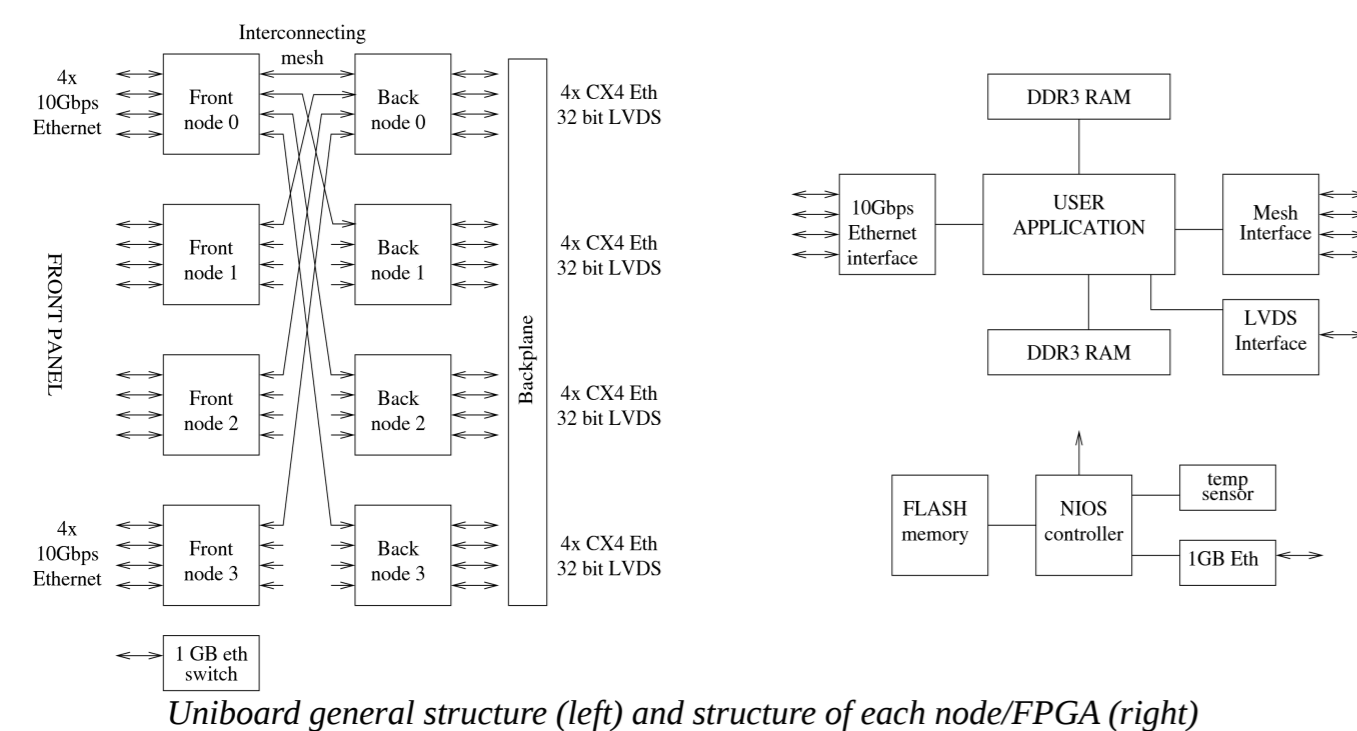 Interconnecting
mesh
4x
10Gbps
Ethernet
Front
node 0
Back
node 0
4x CX4 Eth
32 bit LVDS
FRONT PANEL
Front
node 1
Back
node 1
4x CX4 Eth
32 bit LVDS
Backplane
Front
node 2
Back
node 2
4x CX4 Eth
32 bit LVDS
4x
10Gbps
Ethernet
Front
node 3
Back
node 3
4x CX4 Eth
32 bit LVDS
1 GB eth
switch
DDR3 RAM
10Gbps
Ethernet
interface
USER
APPLICATION
Mesh
Interface
LVDS
Interface
DDR3 RAM
FLASH
memory
NIOS
controller
temp
sensor
1GB Eth
Uniboard general structure (left) and structure of each node/FPGA (right)